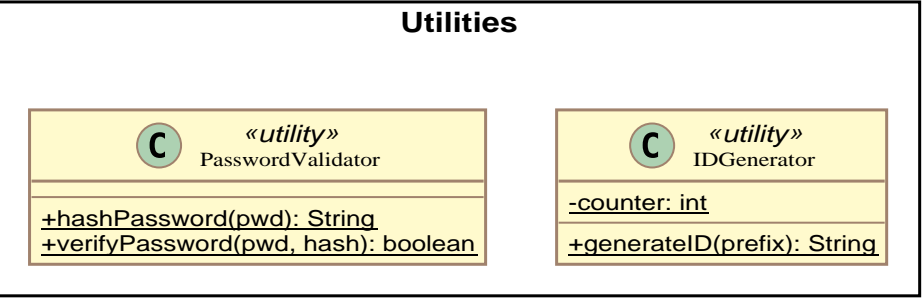 Utilities
C
«utility»
PasswordValidator
+hashPassword(pwd): String
+verifyPassword(pwd, hash): boolean
C
«utility»
IDGenerator
-counter: int
+generateID(prefix): String